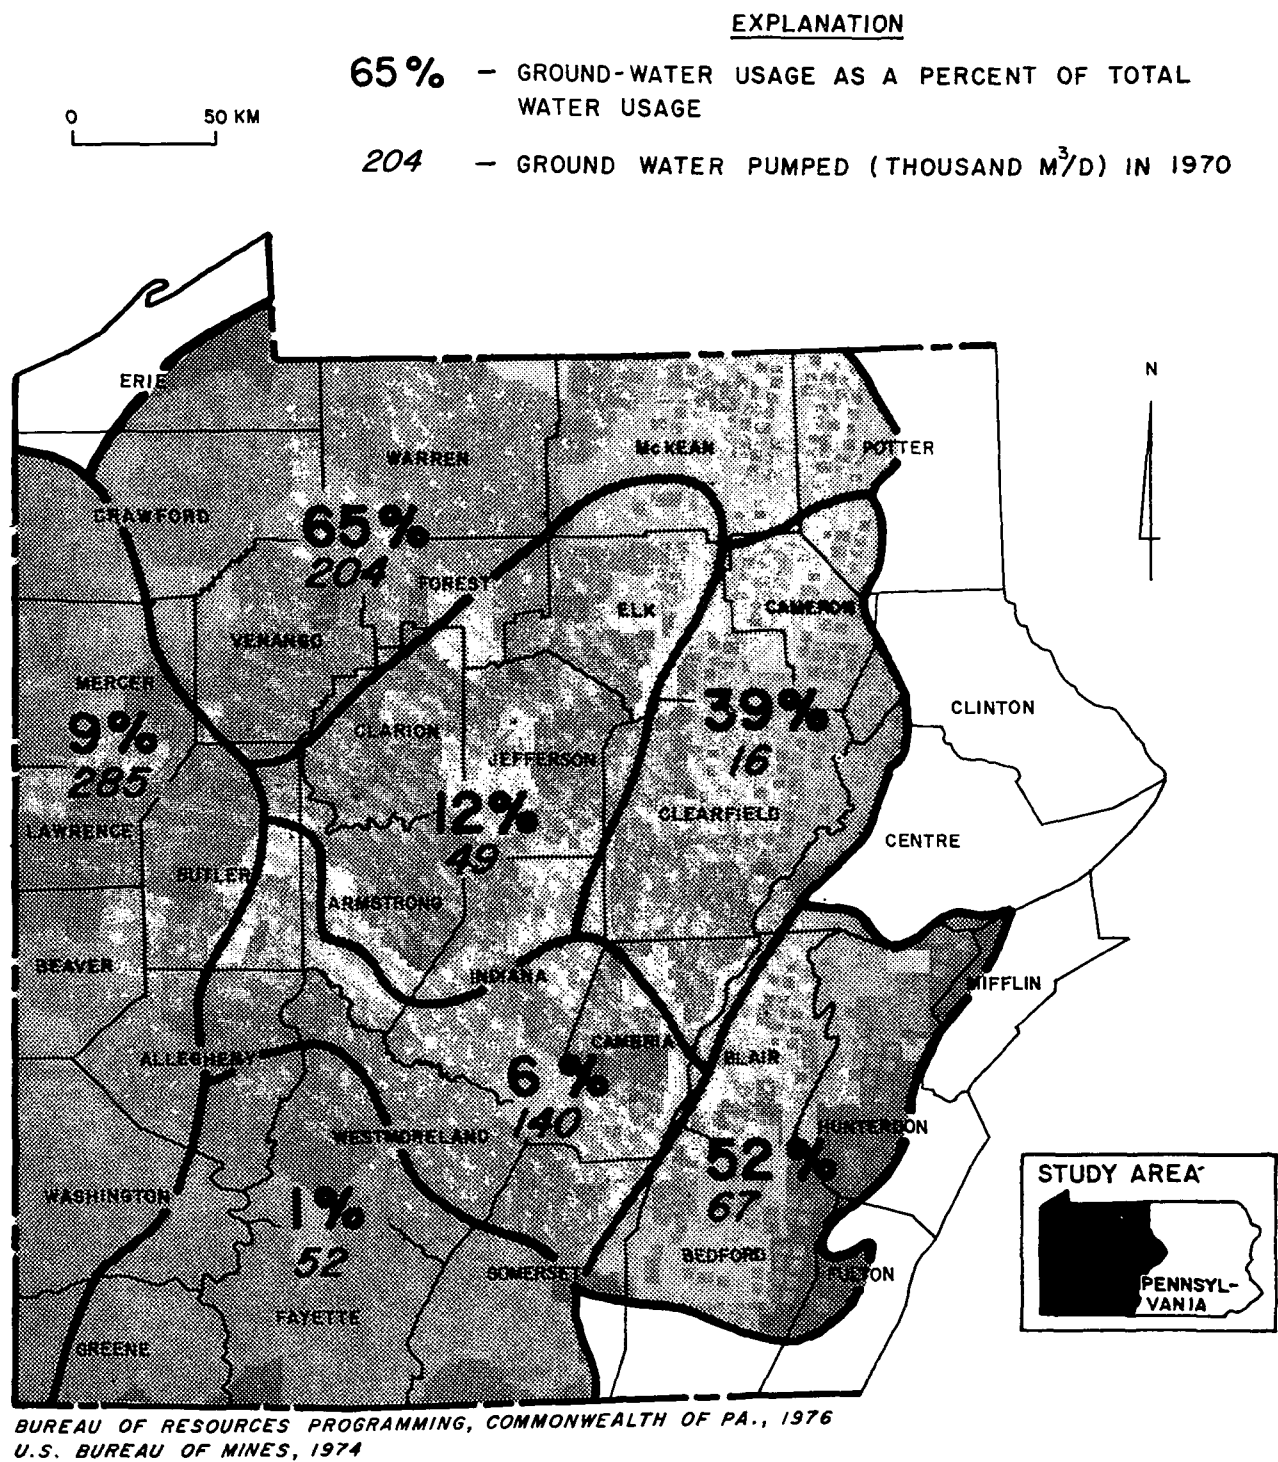 EXPLANATION
65% – GROUND-WATER USAGE AS A PERCENT OF TOTAL
WATER USAGE
0 50 KM
204 – GROUND WATER PUMPED (THOUSAND M³/D) IN 1970
ERIE
N
WARREN
McKEAN
POTTER
CRAWFORD
65%
204
FOREST
ELK
CAMERON
VENANGO
MERCER
9%
285
CLARION
39%
16
CLINTON
JEFFERSON
12%
49
CLEARFIELD
LAWRENCE
CENTRE
BUTLER
ARMSTRONG
BEAVER
INDIANA
MIFFLIN
ALLEGHENY
CAMBRIA
BLAIR
6%
140
WESTMORELAND
HUNTERDON
52%
67
WASHINGTON
1%
52
BEDFORD
SOMERSET
FULTON
FAYETTE
GREENE
STUDY AREA
PENNSYL-
VANIA
BUREAU OF RESOURCES PROGRAMMING, COMMONWEALTH OF PA., 1976
U.S. BUREAU OF MINES, 1974